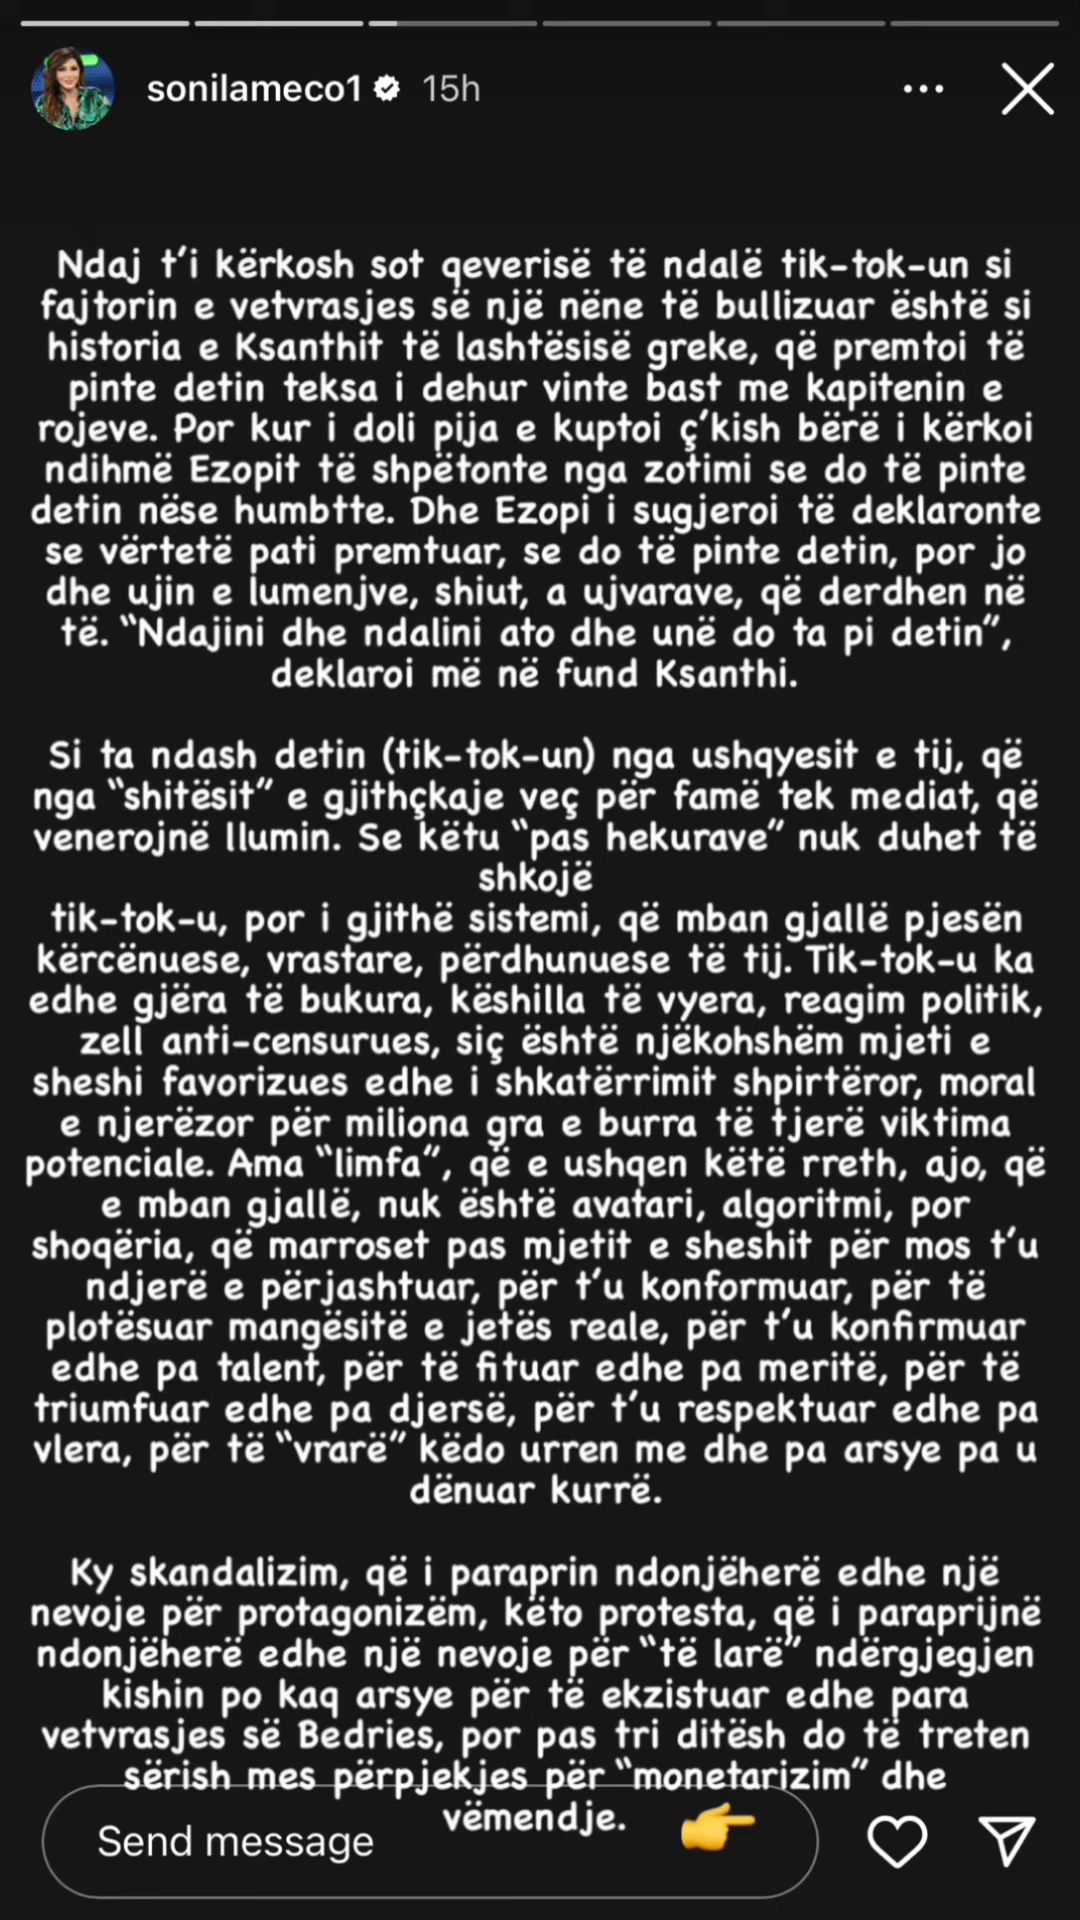 sonilameco1 15h
Ndaj t'i kërkosh sot qeverisë të ndalë tik-tok-un si
fajtorin e vetvrasjes së një nëne të bullizuar është si
historia e Ksanthit të lashtësisë greke, që premtoi të
pinte detin teksa i dehur vinte bast me kapitenin e
rojeve. Por kur i doli pija e kuptoi ç'kish bërë i kërkoi
ndihmë Ezopit të shpëtonte nga zotimi se do të pinte
detin nëse humbtte. Dhe Ezopi i sugjeroi të deklaronte
se vërtetë pati premtuar, se do të pinte detin, por jo
dhe ujin e lumenjve, shiut, a ujvarave, që derdhen në
të. "Ndajini dhe ndalini ato dhe unë do ta pi detin",
deklaroi më në fund Ksanthi.
Si ta ndash detin (tik-tok-un) nga ushqyesit e tij, që
nga "shitësit" e gjithçkaje veç për famë tek mediat, që
venerojnë llumin. Se këtu "pas hekurave" nuk duhet të
shkojë
tik-tok-u, por i gjithë sistemi, që mban gjallë pjesën
kërcënuese, vrastare, përdhunuese të tij. Tik-tok-u ka
edhe gjëra të bukura, këshilla të vyera, reagim politik,
zell anti-censurues, siç është njëkohshëm mjeti e
sheshi favorizues edhe i shkatërrimit shpirtëror, moral
e njerëzor për miliona gra e burra të tjerë viktima
potenciale. Ama "limfa", që e ushqen këtë rreth, ajo, që
e mban gjallë, nuk është avatari, algoritmi, por
shoqëria, që marroset pas mjetit e sheshit për mos t'u
ndjerë e përjashtuar, për t'u konformuar, për të
plotësuar mangësitë e jetës reale, për t'u konfirmuar
edhe pa talent, për të fituar edhe pa meritë, për të
triumfuar edhe pa djersë, për t'u respektuar edhe pa
vlera, për të "vrarë" këdo urren me dhe pa arsye pa u
dënuar kurrë.
Ky skandalizim, që i paraprin ndonjëherë edhe një
nevoje për protagonizëm, këto protesta, që i paraprijnë
ndonjëherë edhe një nevoje për "të larë" ndërgjegjen
kishin po kaq arsye për të ekzistuar edhe para
vetvrasjes së Bedries, por pas tri ditësh do të treten
sërish mes përpjekjes për "monetarizim" dhe
vëmendje.
Send message